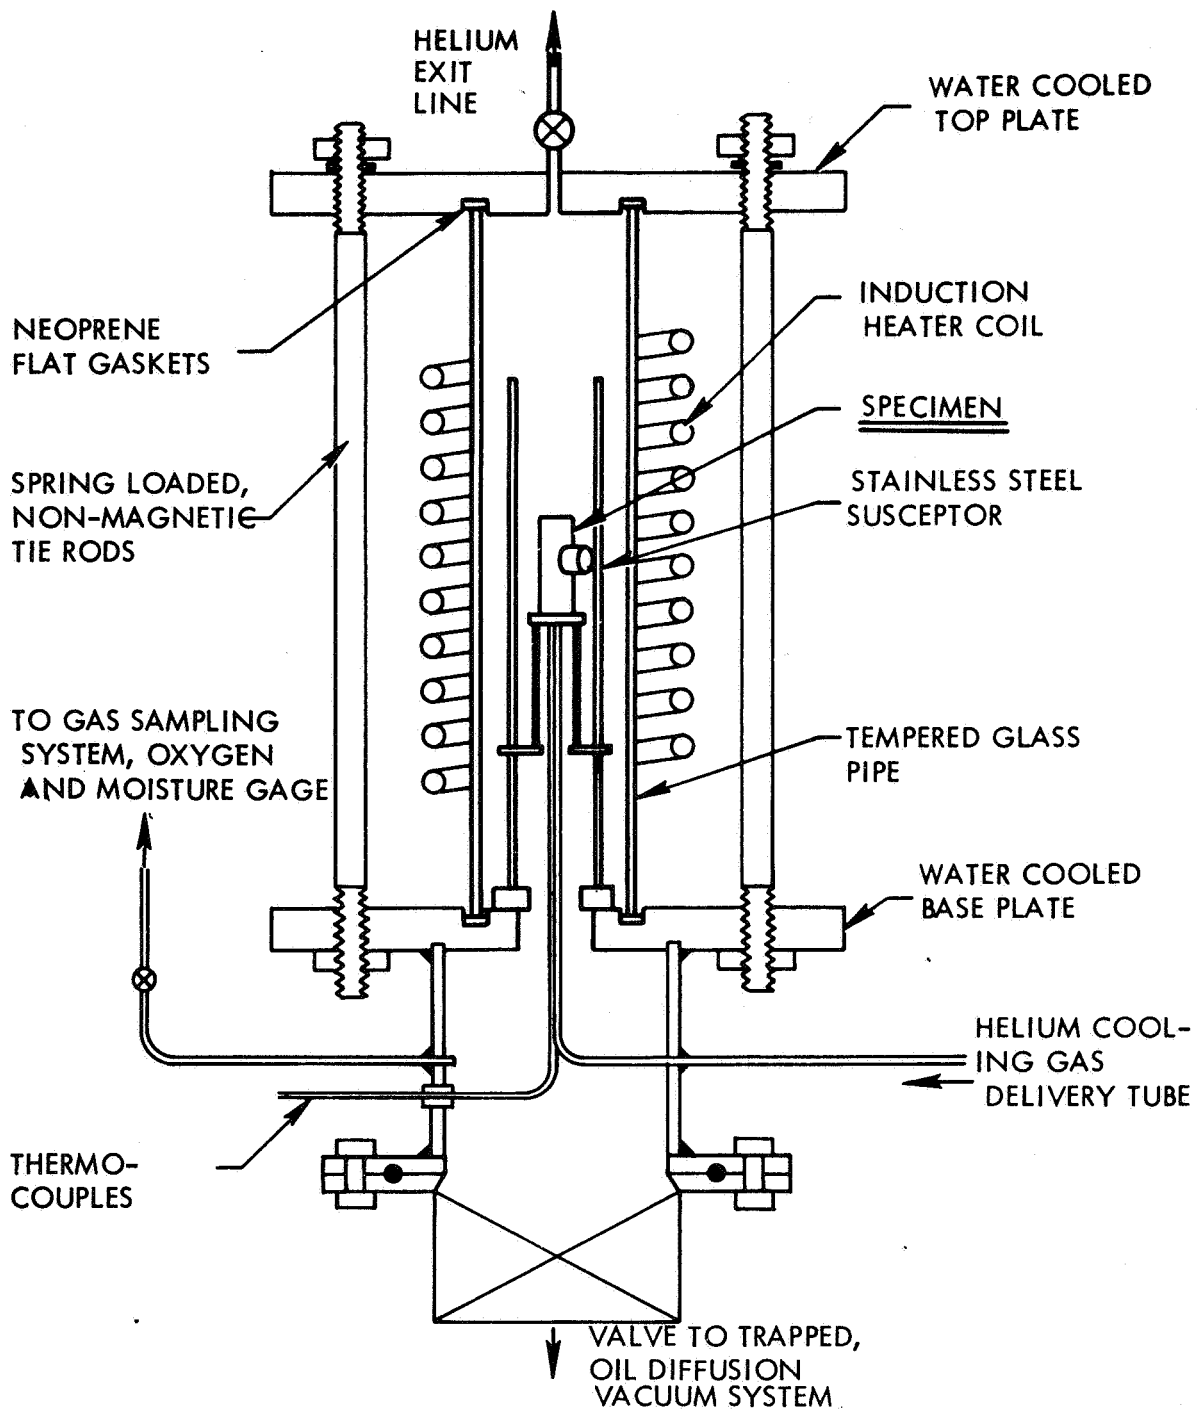 HELIUM
EXIT
LINE
WATER COOLED
TOP PLATE
INDUCTION
HEATER COIL
NEOPRENE
FLAT GASKETS
SPECIMEN
SPRING LOADED,
NON-MAGNETIC
TIE RODS
STAINLESS STEEL
SUSCEPTOR
TO GAS SAMPLING
SYSTEM, OXYGEN
AND MOISTURE GAGE
TEMPERED GLASS
PIPE
WATER COOLED
BASE PLATE
HELIUM COOL-
ING GAS
DELIVERY TUBE
THERMO-
COUPLES
VALVE TO TRAPPED,
OIL DIFFUSION
VACUUM SYSTEM